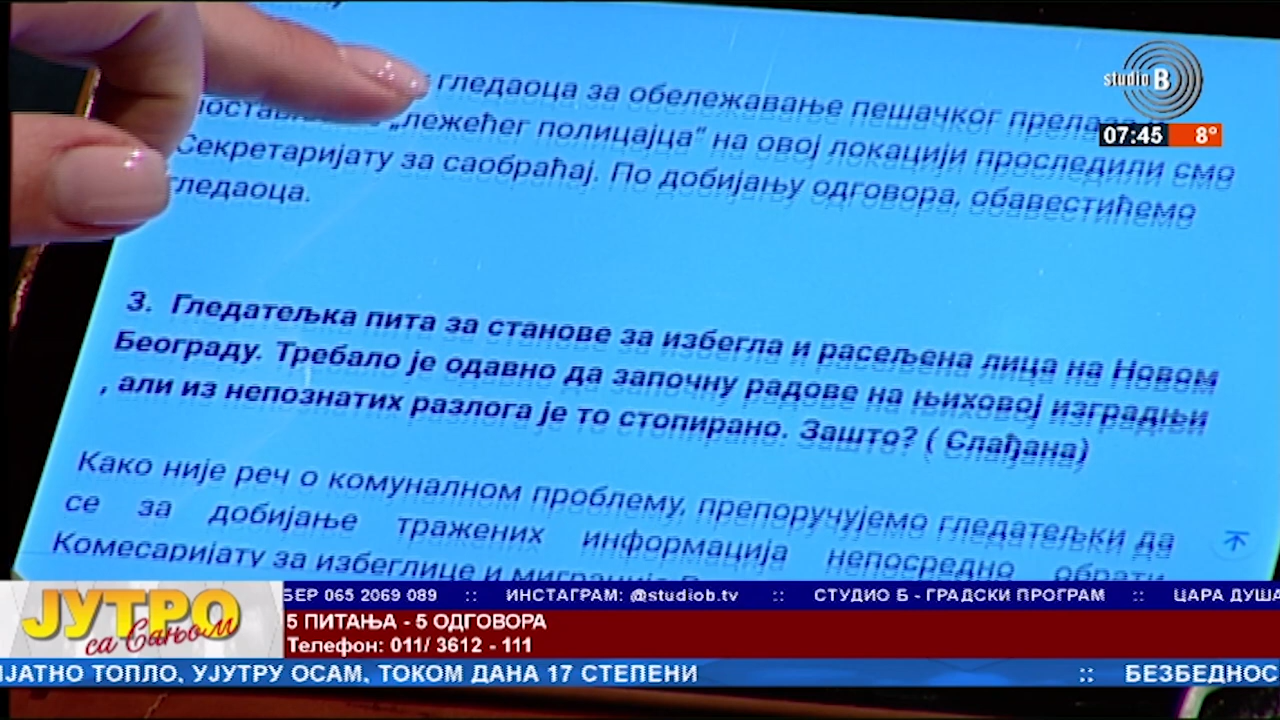 гледаоца за обележавање пешачког прелаза
„лежећег полицајца“ на овој локацији проследили смо
Секретаријату за саобраћај. По добијању одговора, обавестићемо
гледаоца.
studio B
07:45 8°
3. Гледатељка пита за станове за избегла и расељена лица на Новом
Београду. Требало је одавно да започну радове на њиховој изградњи
, али из непознатих разлога је то стопирано. Зашто? ( Слађана)
Како није реч о комуналном проблему, препоручујемо гледатељки да
се за добијање тражених информација непосредно обрати
Комесаријату за избеглице и миграције
ЈУТРО
са Сањом
БЕР 065 2069 089 :: ИНСТАГРАМ: @studiob.tv :: СТУДИО Б - ГРАДСКИ ПРОГРАМ :: ЦАРА ДУША
5 ПИТАЊА - 5 ОДГОВОРА
Телефон: 011/ 3612 - 111
ЈАТНО ТОПЛО, УЈУТРУ ОСАМ, ТОКОМ ДАНА 17 СТЕПЕНИ :: БЕЗБЕДНОС